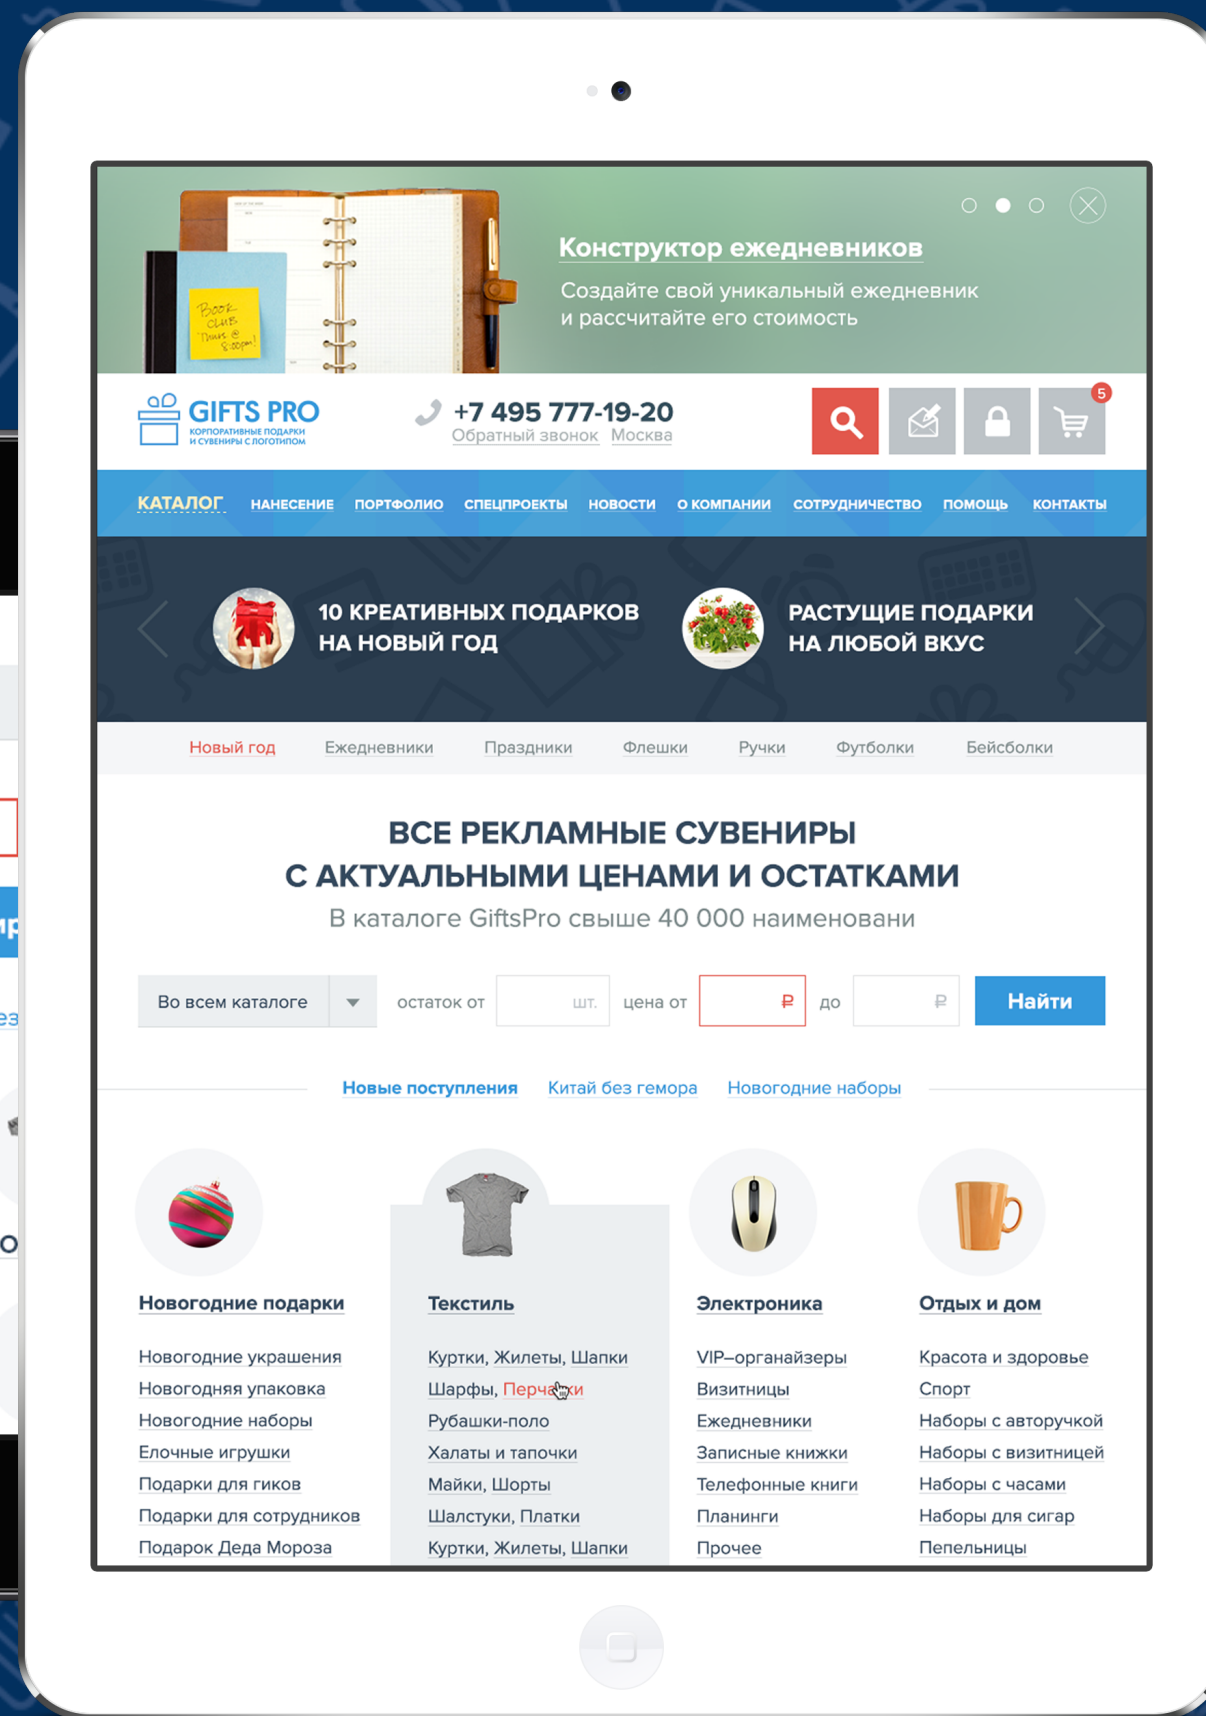 Book
CLUB
8:00pm!
Конструктор ежедневников
Создайте свой уникальный ежедневник
и рассчитайте его стоимость
GIFTS PRO
КОРПОРАТИВНЫЕ ПОДАРКИ
И СУВЕНИРЫ С ЛОГОТИПОМ
+7 495 777-19-20
Обратный звонок Москва
5
КАТАЛОГ НАНЕСЕНИЕ ПОРТФОЛИО СПЕЦПРОЕКТЫ НОВОСТИ О КОМПАНИИ СОТРУДНИЧЕСТВО ПОМОЩЬ КОНТАКТЫ
10 КРЕАТИВНЫХ ПОДАРКОВ
НА НОВЫЙ ГОД
РАСТУЩИЕ ПОДАРКИ
НА ЛЮБОЙ ВКУС
Новый год Ежедневники Праздники Флешки Ручки Футболки Бейсболки
ВСЕ РЕКЛАМНЫЕ СУВЕНИРЫ
С АКТУАЛЬНЫМИ ЦЕНАМИ И ОСТАТКАМИ
В каталоге GiftsPro свыше 40 000 наименовани
Во всем каталоге остаток от шт. цена от ₽ до ₽ Найти
Новые поступления Китай без гемора Новогодние наборы
Новогодние подарки
Новогодние украшения
Новогодняя упаковка
Новогодние наборы
Елочные игрушки
Подарки для гиков
Подарки для сотрудников
Подарок Деда Мороза
Текстиль
Куртки, Жилеты, Шапки
Шарфы, Перчатки
Рубашки-поло
Халаты и тапочки
Майки, Шорты
Шалстуки, Платки
Куртки, Жилеты, Шапки
Электроника
VIP–органайзеры
Визитницы
Ежедневники
Записные книжки
Телефонные книги
Планинги
Прочее
Отдых и дом
Красота и здоровье
Спорт
Наборы с авторучкой
Наборы с визитницей
Наборы с часами
Наборы для сигар
Пепельницы